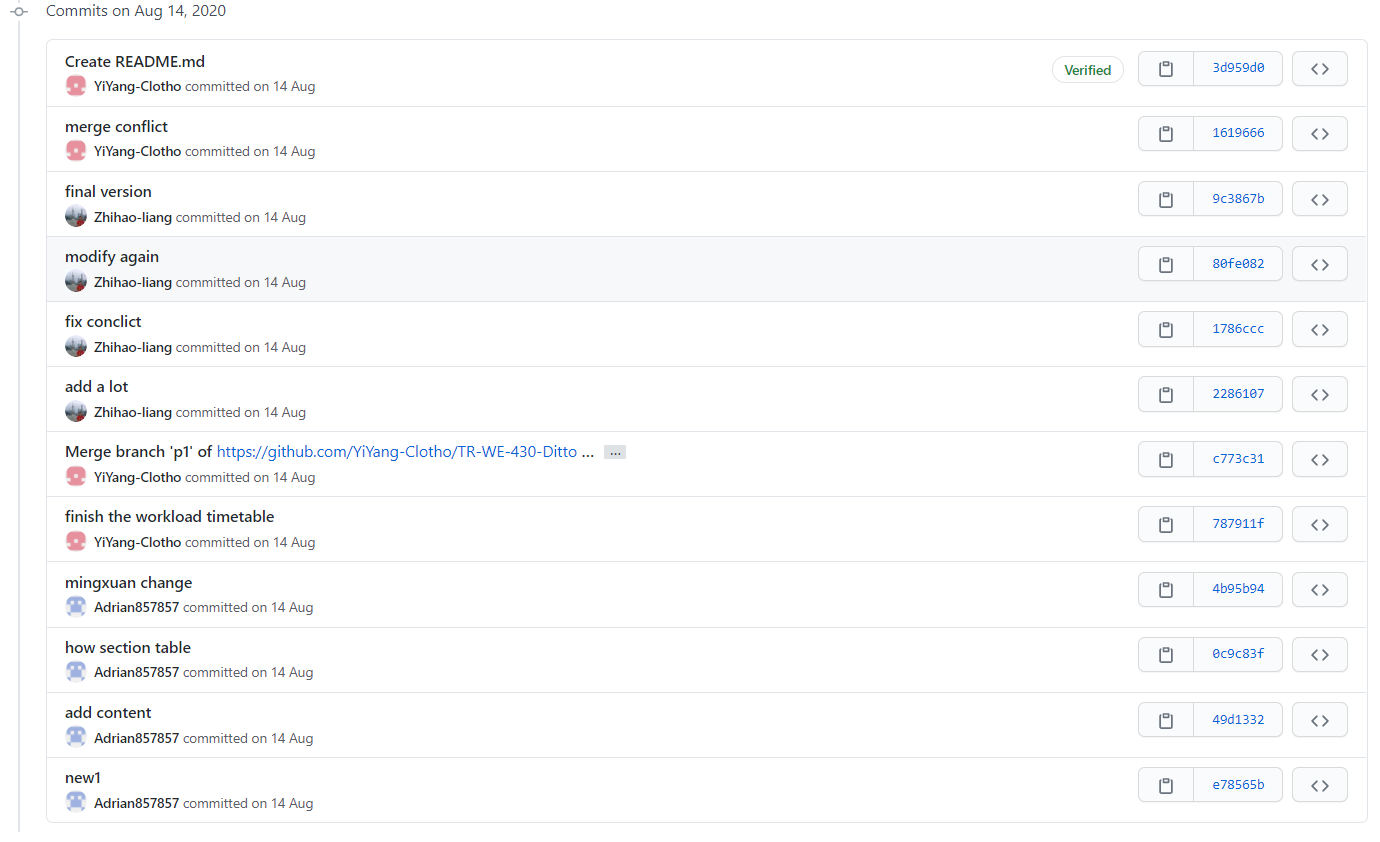 Commits on Aug 14, 2020
Create README.md
YiYang-Clotho committed on 14 Aug
Verified
3d959d0
merge conflict
YiYang-Clotho committed on 14 Aug
1619666
final version
Zhihao-liang committed on 14 Aug
9c3867b
modify again
Zhihao-liang committed on 14 Aug
80fe082
fix conclict
Zhihao-liang committed on 14 Aug
1786ccc
add a lot
Zhihao-liang committed on 14 Aug
2286107
Merge branch 'p1' of https://github.com/YiYang-Clotho/TR-WE-430-Ditto ... …
YiYang-Clotho committed on 14 Aug
c773c31
finish the workload timetable
YiYang-Clotho committed on 14 Aug
787911f
mingxuan change
Adrian857857 committed on 14 Aug
4b95b94
how section table
Adrian857857 committed on 14 Aug
0c9c83f
add content
Adrian857857 committed on 14 Aug
49d1332
new1
Adrian857857 committed on 14 Aug
e78565b